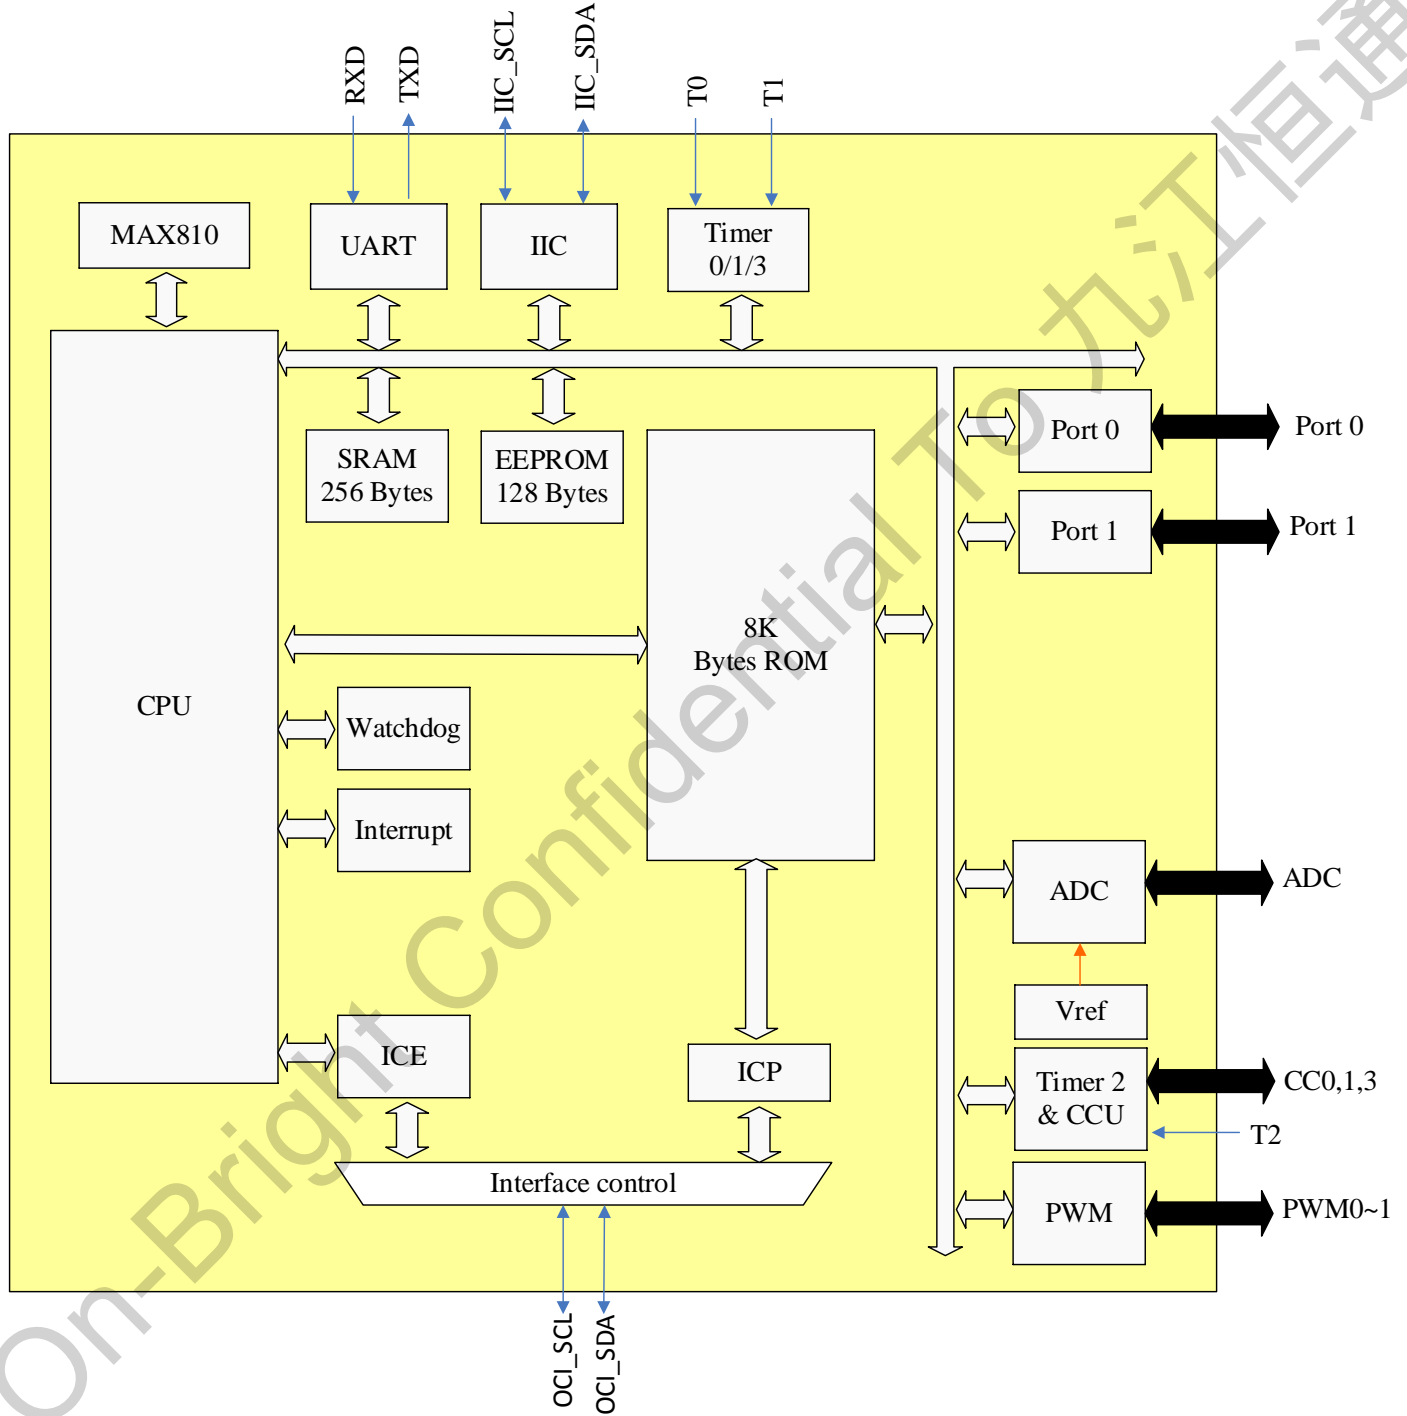 RXD
TXD
IIC_SCL
IIC_SDA
T0
T1
MAX810
UART
IIC
Timer
0/1/3
SRAM
256 Bytes
EEPROM
128 Bytes
Port 0
Port 0
Port 1
Port 1
8K
Bytes ROM
CPU
Watchdog
Interrupt
ADC
ADC
Vref
ICE
ICP
Timer 2
& CCU
CC0,1,3
T2
Interface control
PWM
PWM0~1
OCI_SCL
OCI_SDA
On-Bright Confidential To 九江恒通